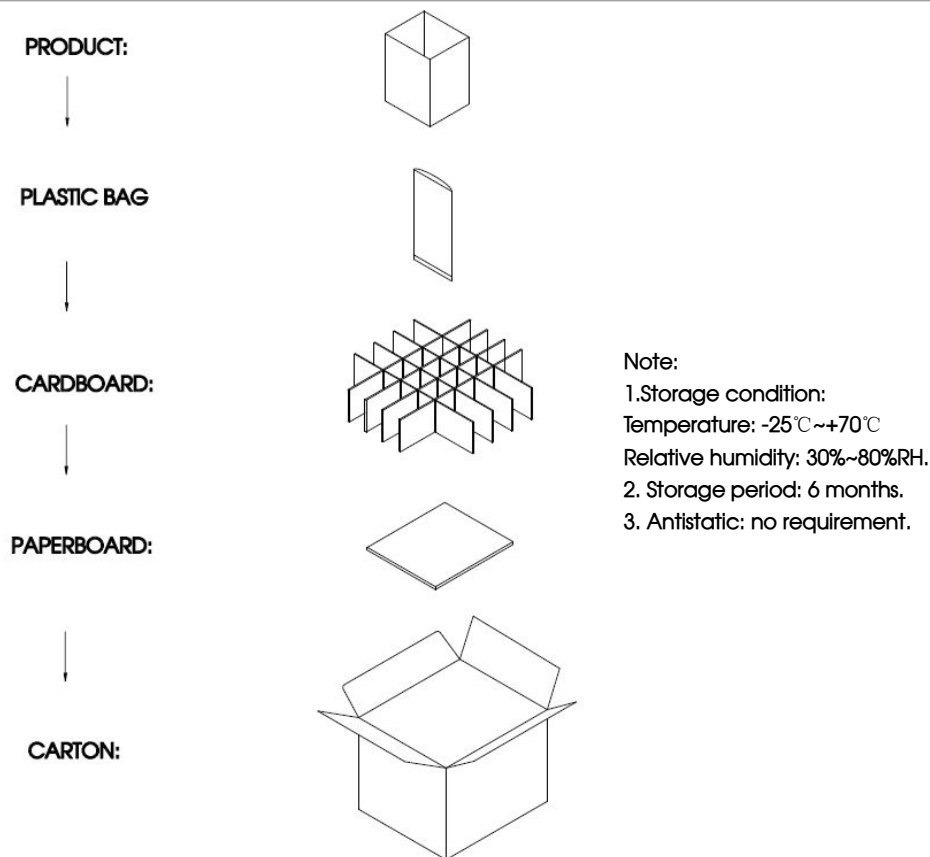 PRODUCT:
PLASTIC BAG
CARDBOARD:
PAPERBOARD:
CARTON:
Note:
1.Storage condition:
Temperature: -25℃~+70℃
Relative humidity: 30%~80%RH.
2. Storage period: 6 months.
3. Antistatic: no requirement.